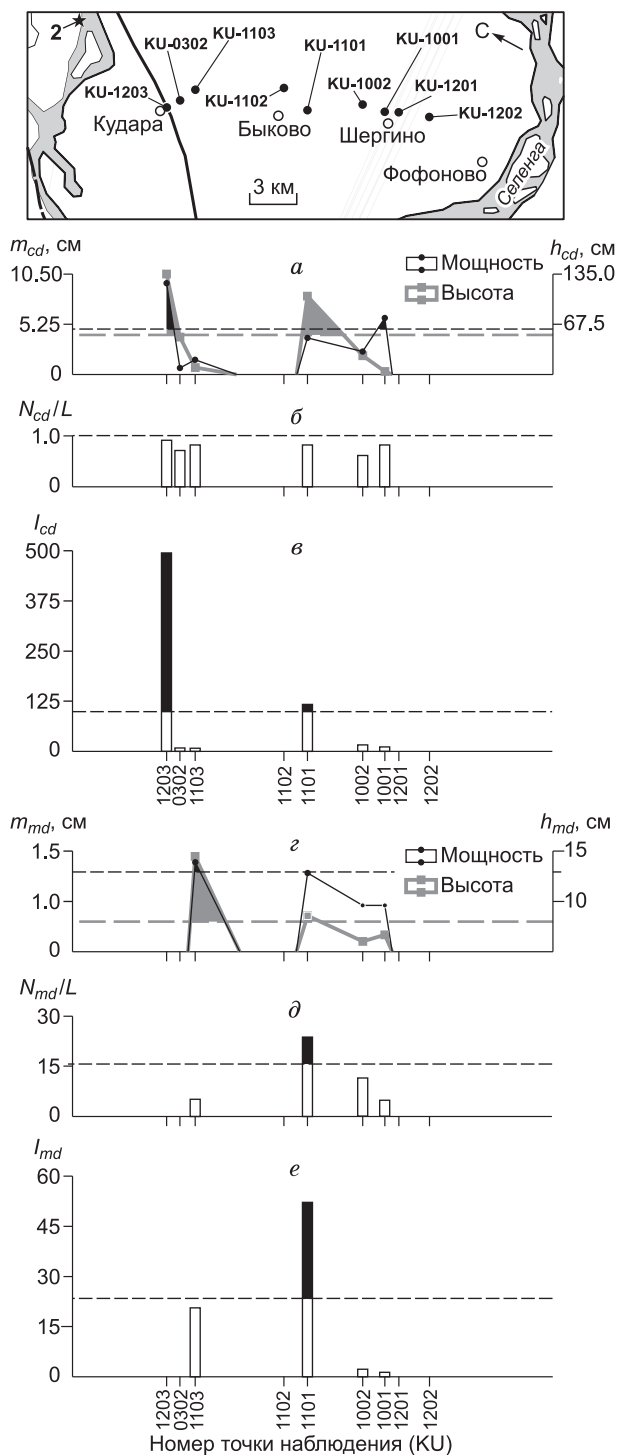 2
KU-0302
KU-1103
KU-1101
KU-1001
С
KU-1203
KU-1102
KU-1002
KU-1201
KU-1202
Кудара
Быково
Шергино
Фофоново
Селенга
3 км
m_cd, см
а
h_cd, см
10.50
5.25
0
Мощность
Высота
135.0
67.5
N_cd/L
б
1.0
0
I_cd
в
500
375
250
125
0
1203
0302
1103
1102
1101
1002
1001
1201
1202
m_md, см
г
h_md, см
1.5
1.0
0
Мощность
Высота
15
10
N_md/L
д
30
15
0
I_md
е
60
45
30
15
0
1203
0302
1103
1102
1101
1002
1001
1201
1202
Номер точки наблюдения (KU)